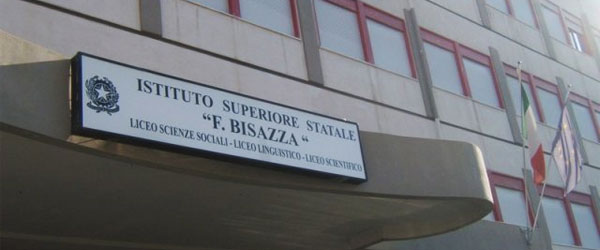 ISTITUTO SUPERIORE STATALE
"F. BISAZZA"
LICEO SCIENZE SOCIALI - LICEO LINGUISTICO - LICEO SCIENTIFICO